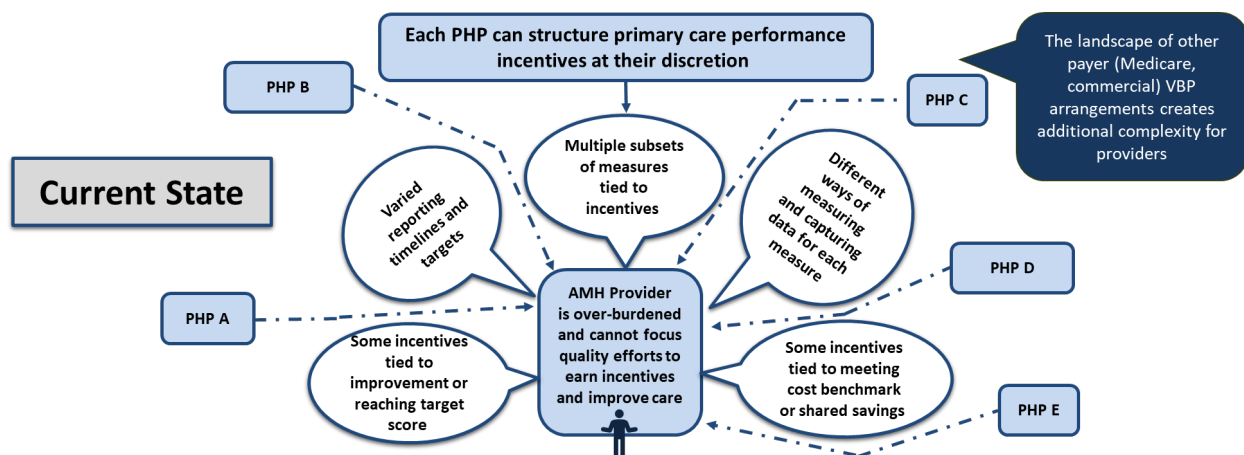 Each PHP can structure primary care performance
incentives at their discretion
The landscape of other
payer (Medicare,
commercial) VBP
arrangements creates
additional complexity for
providers
PHP B
PHP C
Current State
Varied
reporting
timelines and
targets
Multiple subsets
of measures
tied to
incentives
Different
ways of
measuring
and capturing
data for each
measure
PHP A
PHP D
AMH Provider
is over-burdened
and cannot focus
quality efforts to
earn incentives
and improve care
Some incentives
tied to
improvement or
reaching target
score
Some incentives
tied to meeting
cost benchmark
or shared savings
PHP E